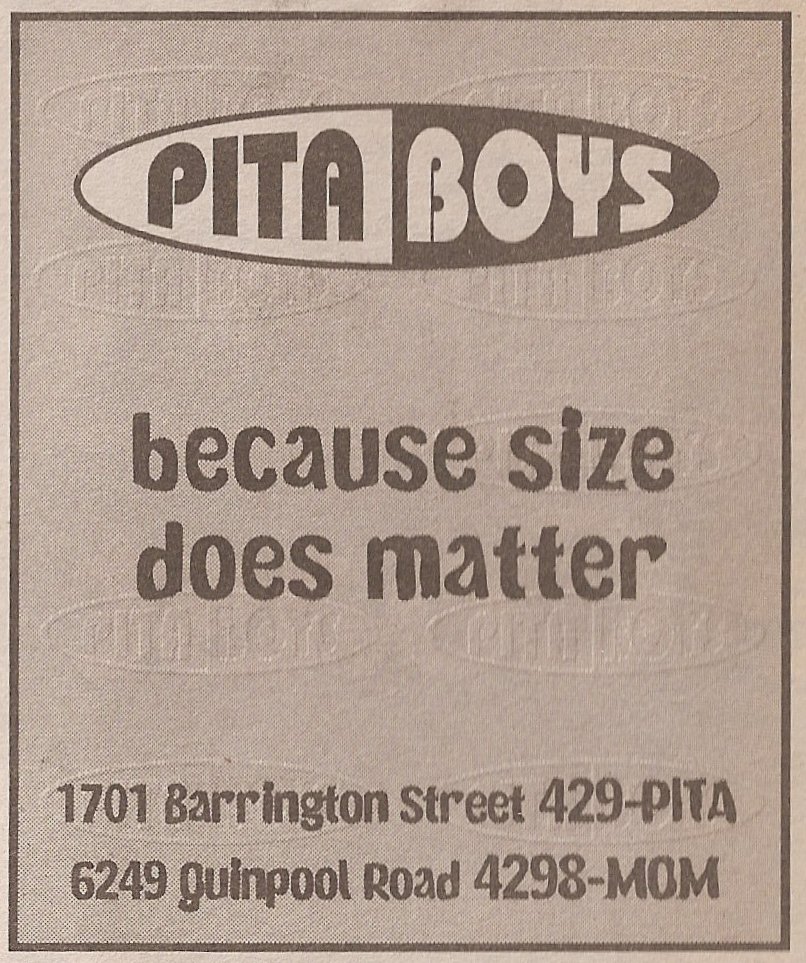 PITA BOYS
because size
does matter
1701 Barrington Street 429-PITA
6249 Quinpool Road 4298-MOM